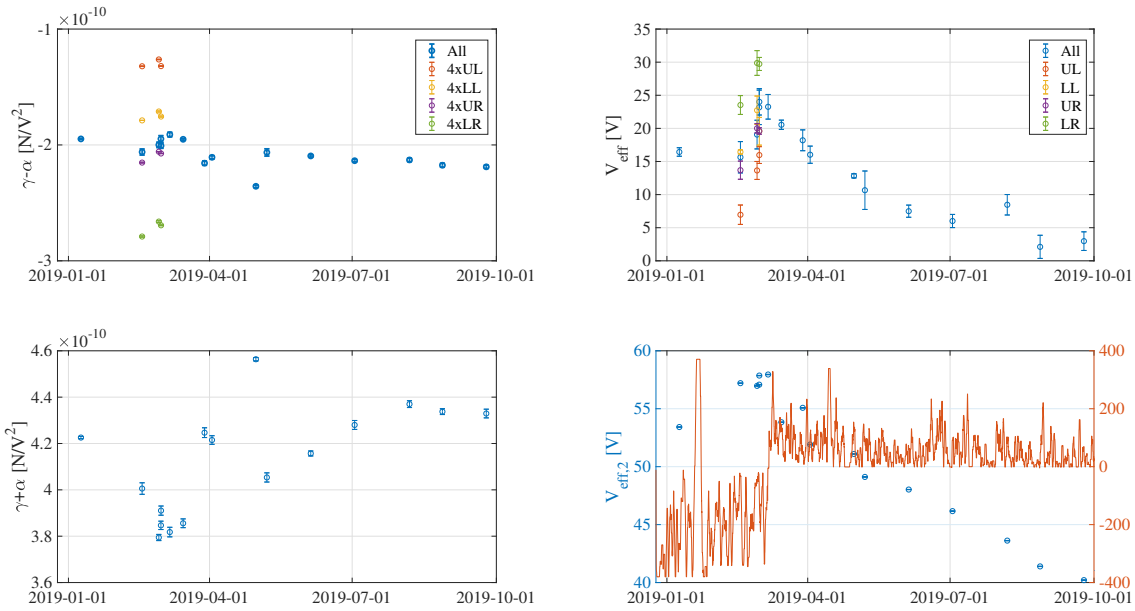 ×10⁻¹⁰
-1
-2
-3
γ-α [N/V²]
2019-01-01 2019-04-01 2019-07-01 2019-10-01
All
4xUL
4xLL
4xUR
4xLR
35
30
25
20
15
10
5
0
V_eff [V]
2019-01-01 2019-04-01 2019-07-01 2019-10-01
All
UL
LL
UR
LR
×10⁻¹⁰
4.6
4.4
4.2
4
3.8
3.6
γ+α [N/V²]
2019-01-01 2019-04-01 2019-07-01 2019-10-01
60
55
50
45
40
V_eff,2 [V]
400
200
0
-200
-400
2019-01-01 2019-04-01 2019-07-01 2019-10-01